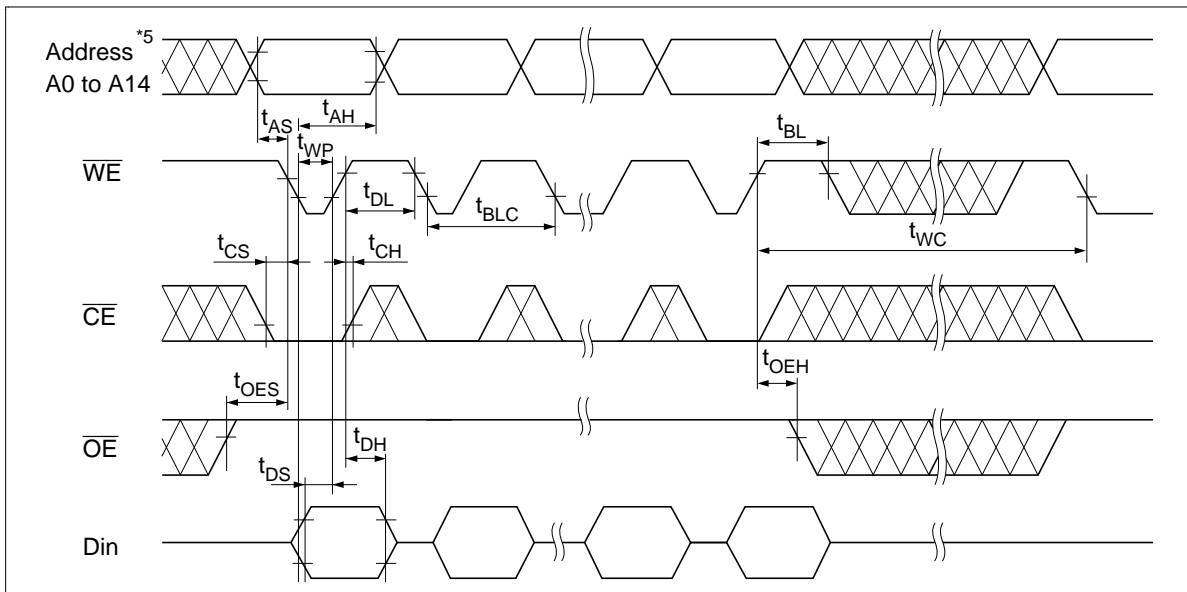 Address *5
A0 to A14
tAS
tAH
tWP
tBL
WE
tDL
tBLC
tWC
tCS
tCH
CE
tOES
tOEH
OE
tDH
tDS
Din